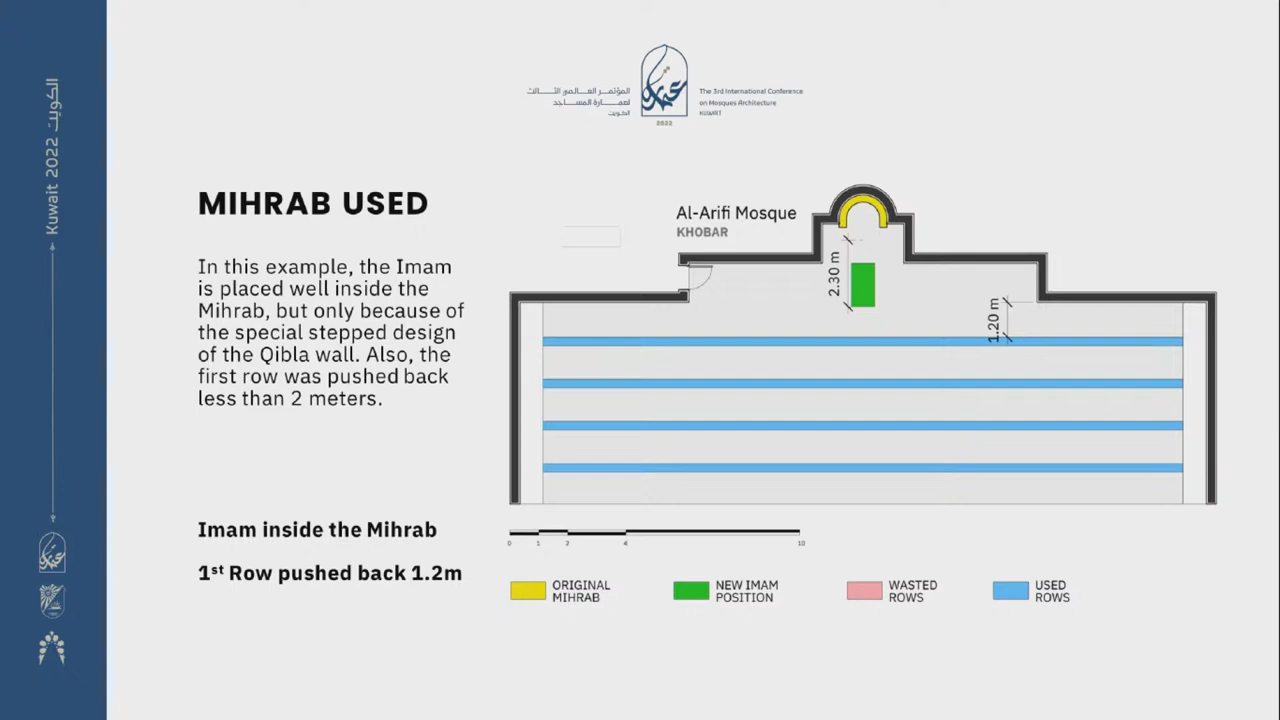 الكويت Kuwait 2022
المؤتمر العالمي الثالث
لعمارة المساجد
الكويت
2022
The 3rd International Conference
on Mosques Architecture
KUWAIT
MIHRAB USED
In this example, the Imam
is placed well inside the
Mihrab, but only because of
the special stepped design
of the Qibla wall. Also, the
first row was pushed back
less than 2 meters.
Imam inside the Mihrab
1st Row pushed back 1.2m
Al-Arifi Mosque
KHOBAR
2.30 m
1.20 m
0 1 2 4 10
ORIGINAL
MIHRAB
NEW IMAM
POSITION
WASTED
ROWS
USED
ROWS